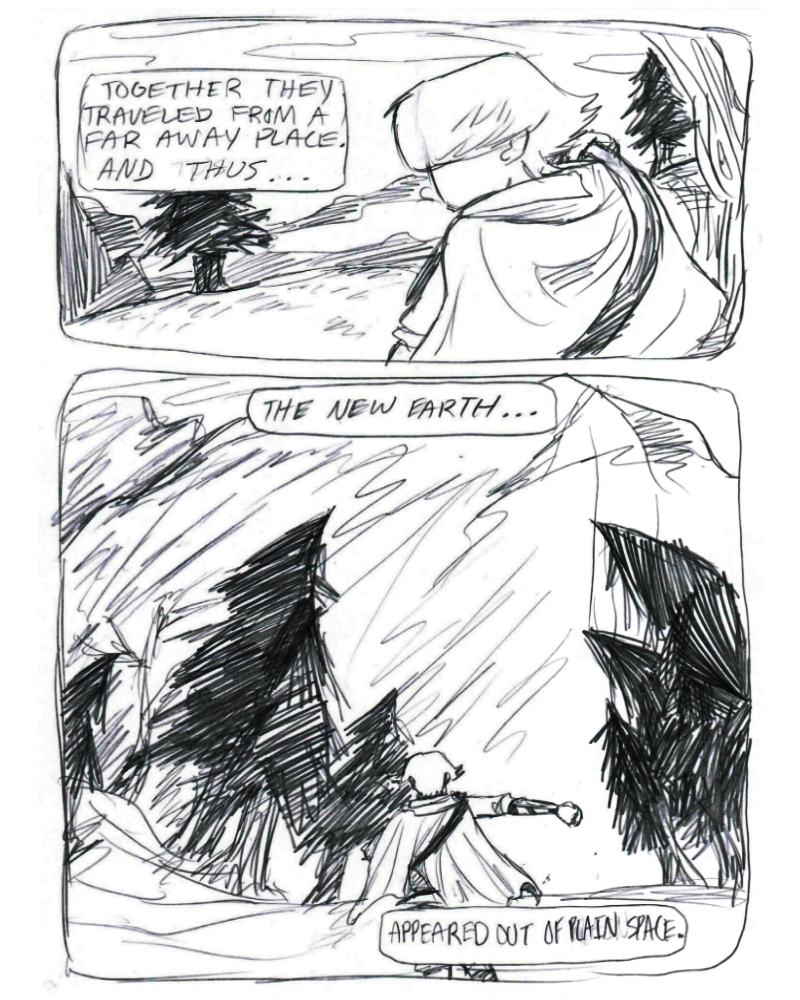 TOGETHER THEY
TRAVELED FROM A
FAR AWAY PLACE.
AND THUS....
THE NEW EARTH...
APPEARED OUT OF PLAIN SPACE.